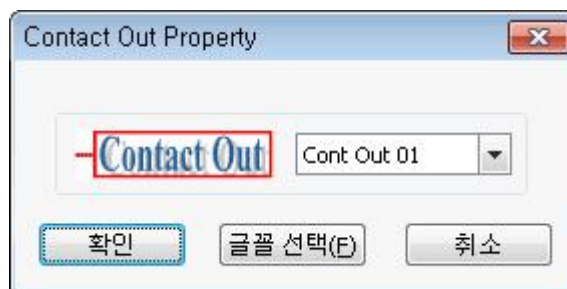 Contact Out Property
Contact Out Cont Out 01
확인 글꼴 선택(F) 취소